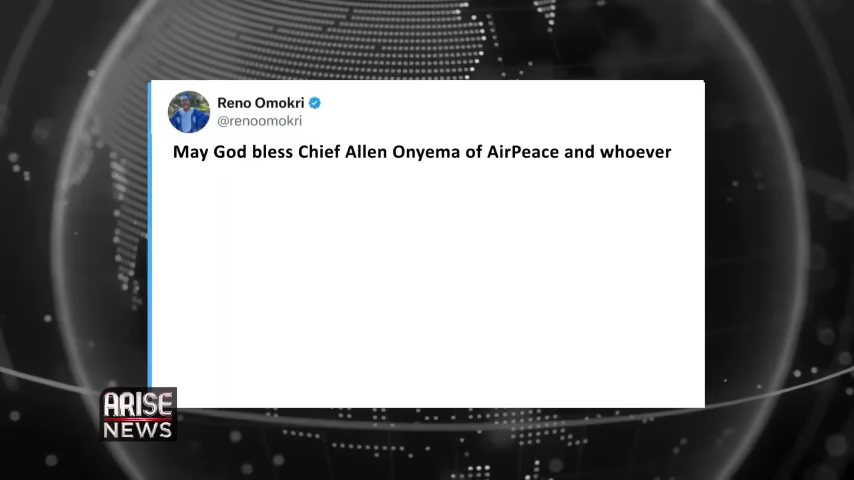 Reno Omokri
@renoomokri
May God bless Chief Allen Onyema of AirPeace and whoever
ARISE
NEWS